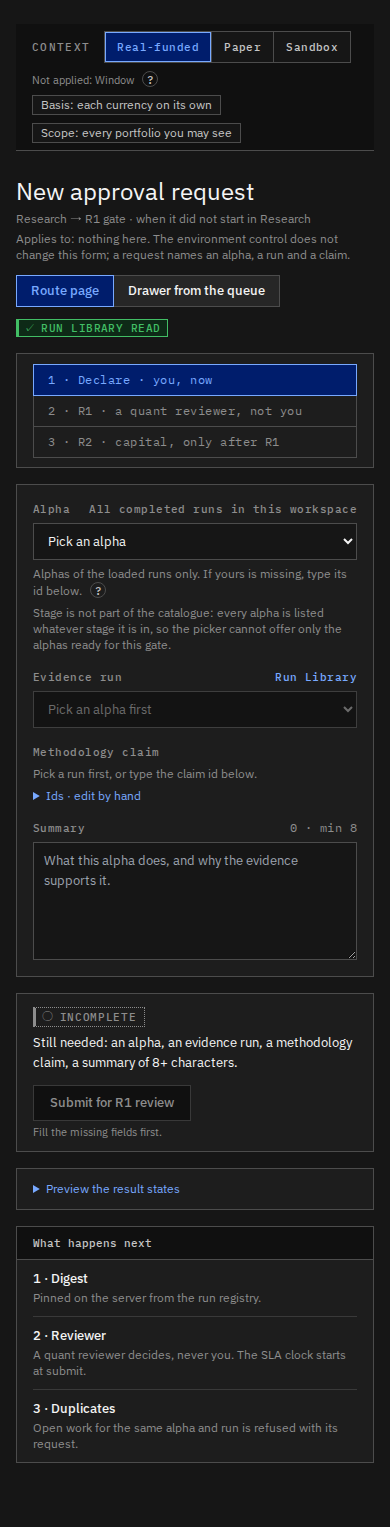 CONTEXT Real-funded Paper Sandbox
Not applied: Window ?
Basis: each currency on its own
Scope: every portfolio you may see
New approval request
Research → R1 gate · when it did not start in Research
Applies to: nothing here. The environment control does not
change this form; a request names an alpha, a run and a claim.
Route page Drawer from the queue
✓ RUN LIBRARY READ
1 · Declare · you, now
2 · R1 · a quant reviewer, not you
3 · R2 · capital, only after R1
Alpha All completed runs in this workspace
Pick an alpha
Alphas of the loaded runs only. If yours is missing, type its
id below. ?
Stage is not part of the catalogue: every alpha is listed
whatever stage it is in, so the picker cannot offer only the
alphas ready for this gate.
Evidence run Run Library
Pick an alpha first
Methodology claim
Pick a run first, or type the claim id below.
Ids · edit by hand
Summary 0 · min 8
What this alpha does, and why the evidence
supports it.
INCOMPLETE
Still needed: an alpha, an evidence run, a methodology
claim, a summary of 8+ characters.
Submit for R1 review
Fill the missing fields first.
Preview the result states
What happens next
1 · Digest
Pinned on the server from the run registry.
2 · Reviewer
A quant reviewer decides, never you. The SLA clock starts
at submit.
3 · Duplicates
Open work for the same alpha and run is refused with its
request.